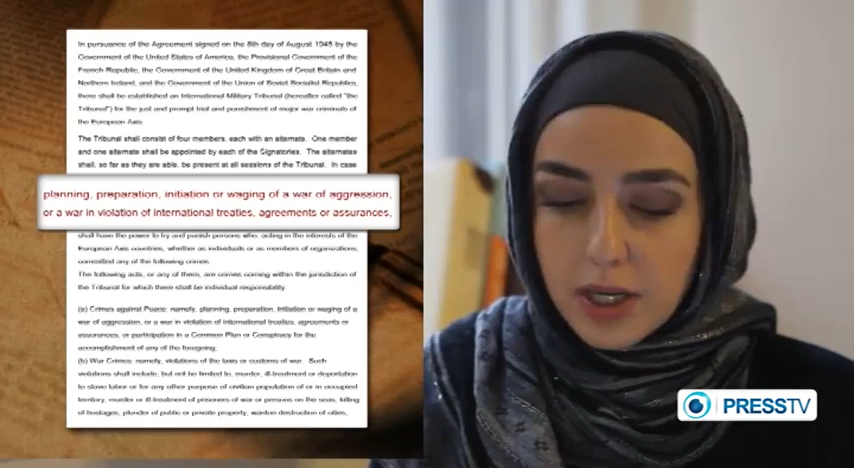 In pursuance of the Agreement signed on the 8th day of August 1945 by the
Government of the United States of America, the Provisional Government of the
French Republic, the Government of the United Kingdom of Great Britain and
Northern Ireland, and the Government of the Union of Soviet Socialist Republics,
there shall be established an International Military Tribunal (hereafter called "the
Tribunal") for the just and prompt trial and punishment of major war criminals of
the European Axis.
The Tribunal shall consist of four members, each with an alternate. One member
and one alternate shall be appointed by each of the Signatories. The alternates
shall, so far as they are able, be present at all sessions of the Tribunal. In case
planning, preparation, initiation or waging of a war of aggression,
or a war in violation of international treaties, agreements or assurances,
shall have the power to try and punish persons who, acting in the interests of the
European Axis countries, whether as individuals or as members of organizations,
committed any of the following crimes.
The following acts, or any of them, are crimes coming within the jurisdiction of
the Tribunal for which there shall be individual responsibility:
(a) Crimes against Peace: namely, planning, preparation, initiation or waging of a
war of aggression, or a war in violation of international treaties, agreements or
assurances, or participation in a Common Plan or Conspiracy for the
accomplishment of any of the foregoing;
(b) War Crimes: namely, violations of the laws or customs of war. Such
violations shall include, but not be limited to, murder, ill-treatment or deportation
to slave labor or for any other purpose of civilian population of or in occupied
territory, murder or ill-treatment of prisoners of war or persons on the seas, killing
of hostages, plunder of public or private property, wanton destruction of cities,
PRESSTV